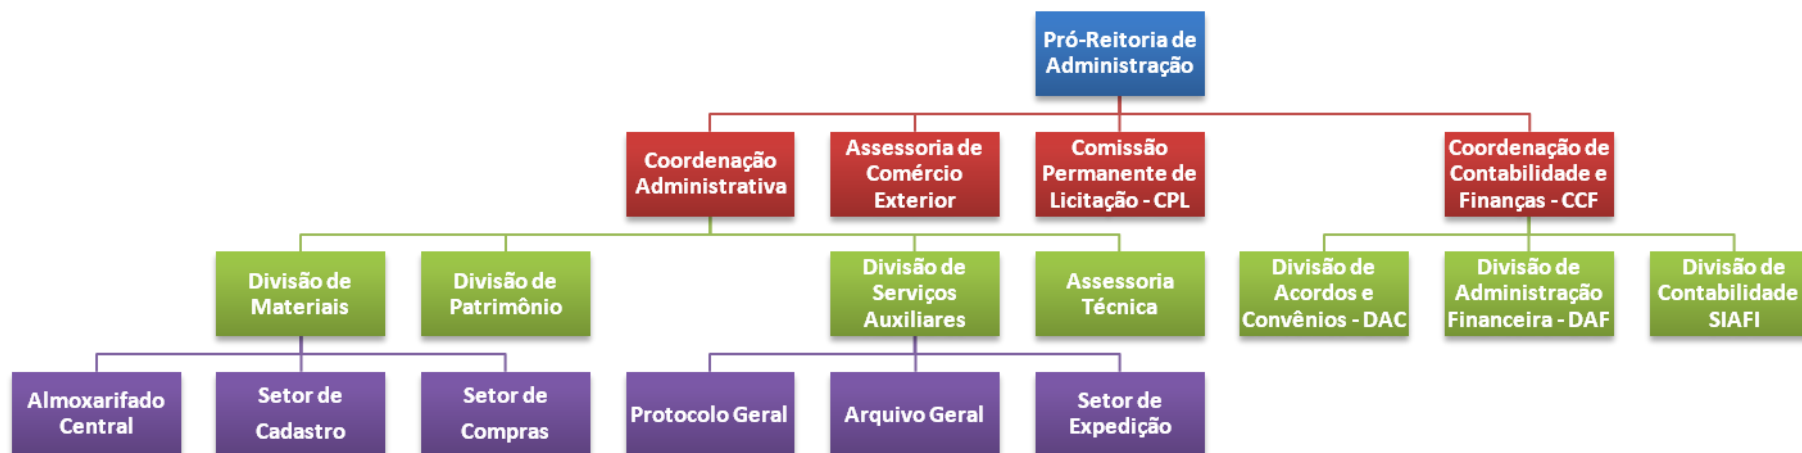 Pró-Reitoria de
Administração
Coordenação
Administrativa
Assessoria de
Comércio
Exterior
Comissão
Permanente de
Licitação - CPL
Coordenação de
Contabilidade e
Finanças - CCF
Divisão de
Materiais
Divisão de
Patrimônio
Divisão de
Serviços
Auxiliares
Assessoria
Técnica
Divisão de
Acordos e
Convênios - DAC
Divisão de
Administração
Financeira - DAF
Divisão de
Contabilidade
SIAFI
Almoxarifado
Central
Setor de
Cadastro
Setor de
Compras
Protocolo Geral
Arquivo Geral
Setor de
Expedição